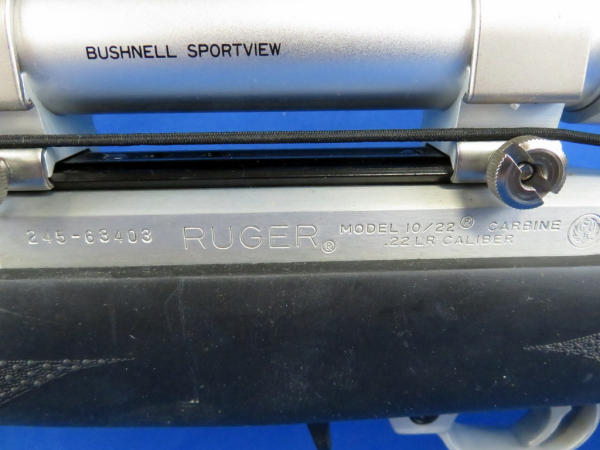 BUSHNELL SPORTVIEW
245-63403 RUGER® MODEL 10/22® CARBINE
.22 LR CALIBER